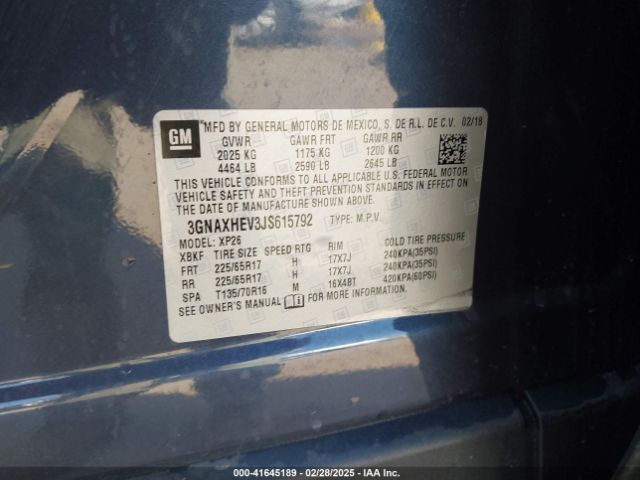 GM
MFD BY GENERAL MOTORS DE MEXICO, S. DE R.L. DE C.V. 02/18
GVWR GAWR FRT GAWR RR
2025 KG 1175 KG 1200 KG
4464 LB 2590 LB 2645 LB
THIS VEHICLE CONFORMS TO ALL APPLICABLE U.S. FEDERAL MOTOR
VEHICLE SAFETY AND THEFT PREVENTION STANDARDS IN EFFECT ON
THE DATE OF MANUFACTURE SHOWN ABOVE.
3GNAXHEV3JS615792 TYPE: M.P.V.
MODEL: XP26
XBKF TIRE SIZE SPEED RTG RIM COLD TIRE PRESSURE
FRT 225/65R17 H 17X7J 240KPA(35PSI)
RR 225/65R17 H 17X7J 240KPA(35PSI)
SPA T135/70R16 M 16X4BT 420KPA(60PSI)
SEE OWNER'S MANUAL i FOR MORE INFORMATION.
000-41645189 - 02/28/2025 - IAA Inc.